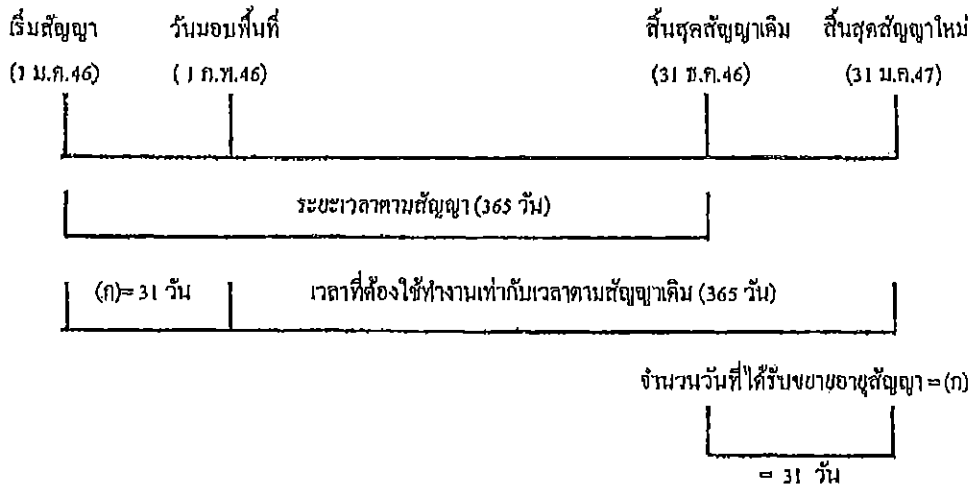 เริ่มสัญญา วันมอบพื้นที่ สิ้นสุดสัญญาเดิม สิ้นสุดสัญญาใหม่
(1 ม.ค.46) (1 ก.พ.46) (31 ธ.ค.46) (31 ม.ค.47)
ระยะเวลาตามสัญญา (365 วัน)
(ก)= 31 วัน เวลาที่ต้องใช้ทำงานเท่ากับเวลาตามสัญญาเดิม (365 วัน)
จำนวนวันที่ได้รับขยายอายุสัญญา = (ก)
= 31 วัน